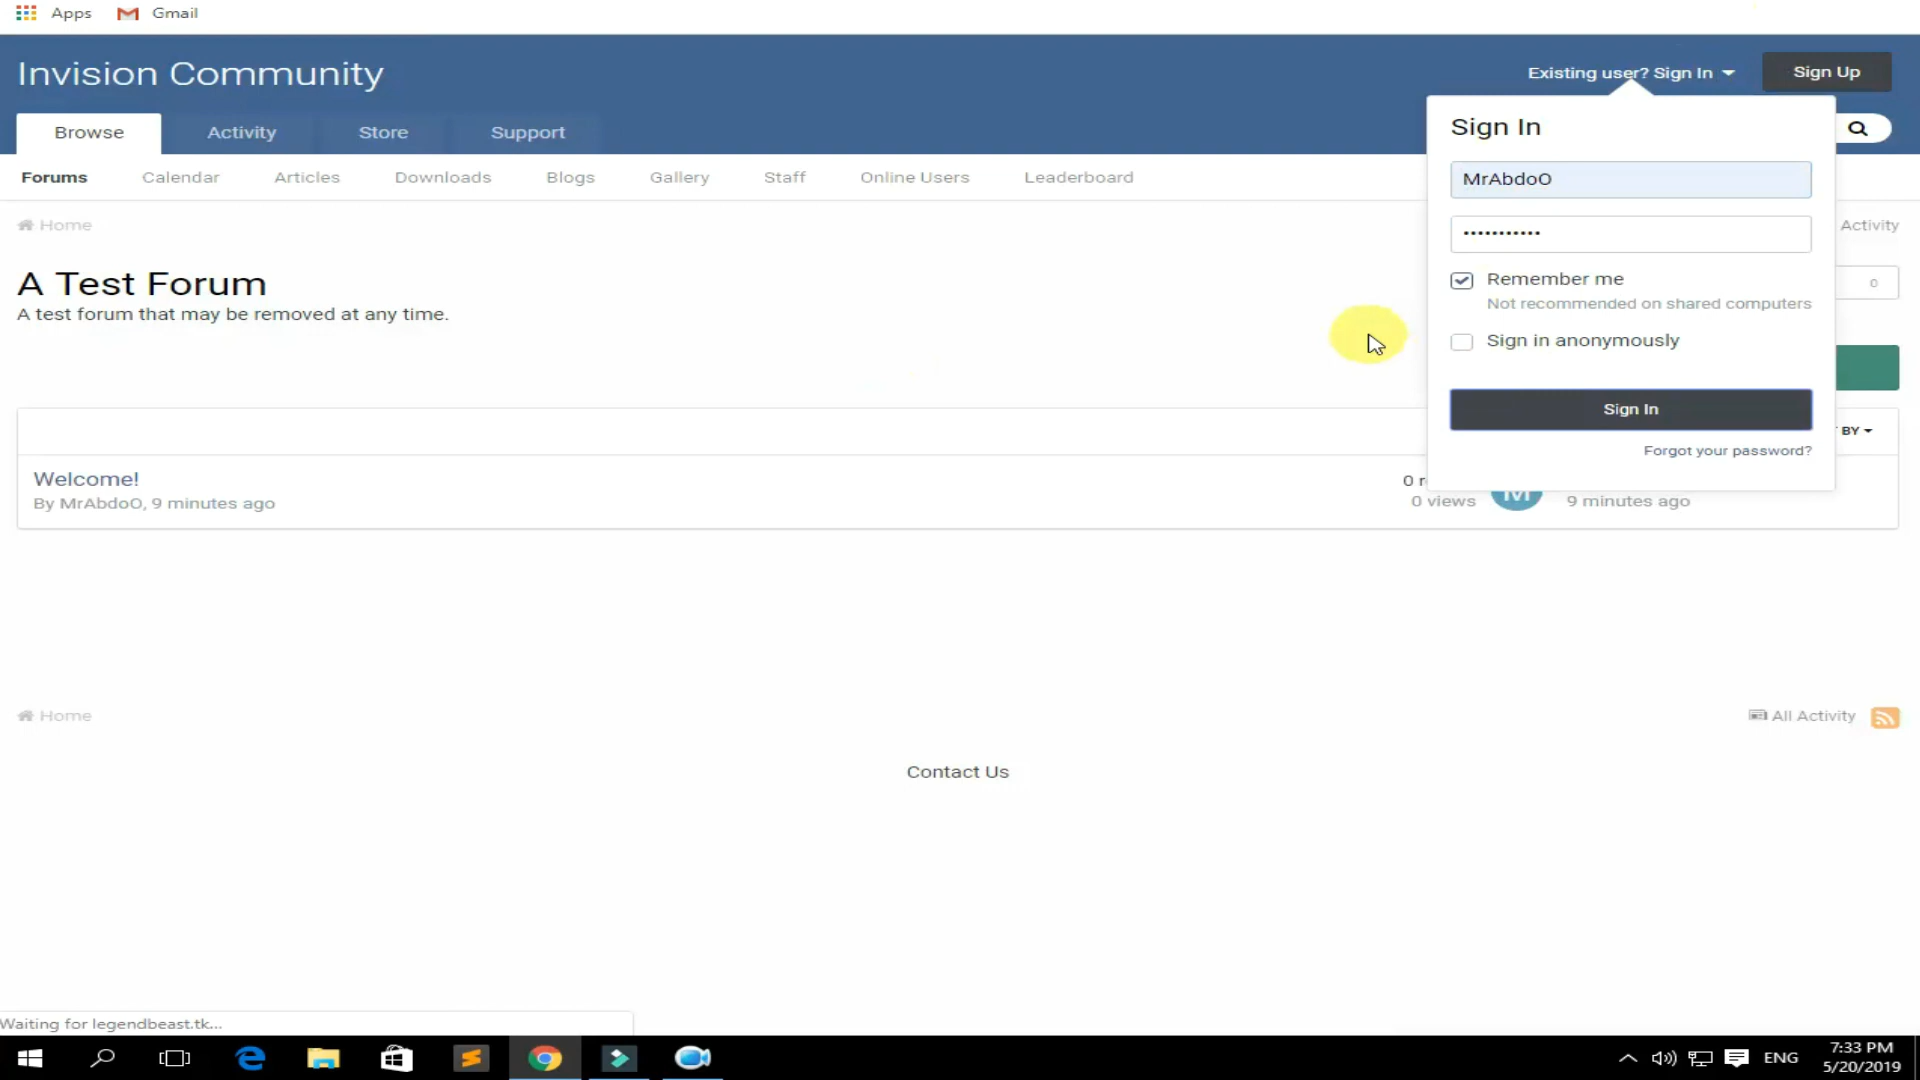 Apps Gmail
Invision Community
Existing user? Sign In
Sign Up
Browse Activity Store Support
Forums Calendar Articles Downloads Blogs Gallery Staff Online Users Leaderboard
Home
Activity
A Test Forum
A test forum that may be removed at any time.
0
Sign In
MrAbdoO
•••••••••••
Remember me
Not recommended on shared computers
Sign in anonymously
Sign In
Forgot your password?
BY
Welcome!
By MrAbdoO, 9 minutes ago
0 r
0 views
9 minutes ago
Home
All Activity
Contact Us
Waiting for legendbeast.tk...
ENG
7:33 PM
5/20/2019